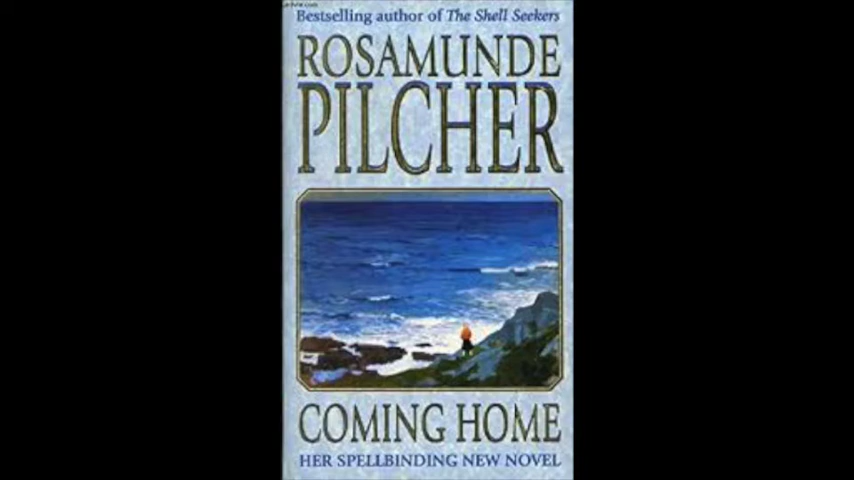 Bestselling author of The Shell Seekers
ROSAMUNDE
PILCHER
COMING HOME
HER SPELLBINDING NEW NOVEL